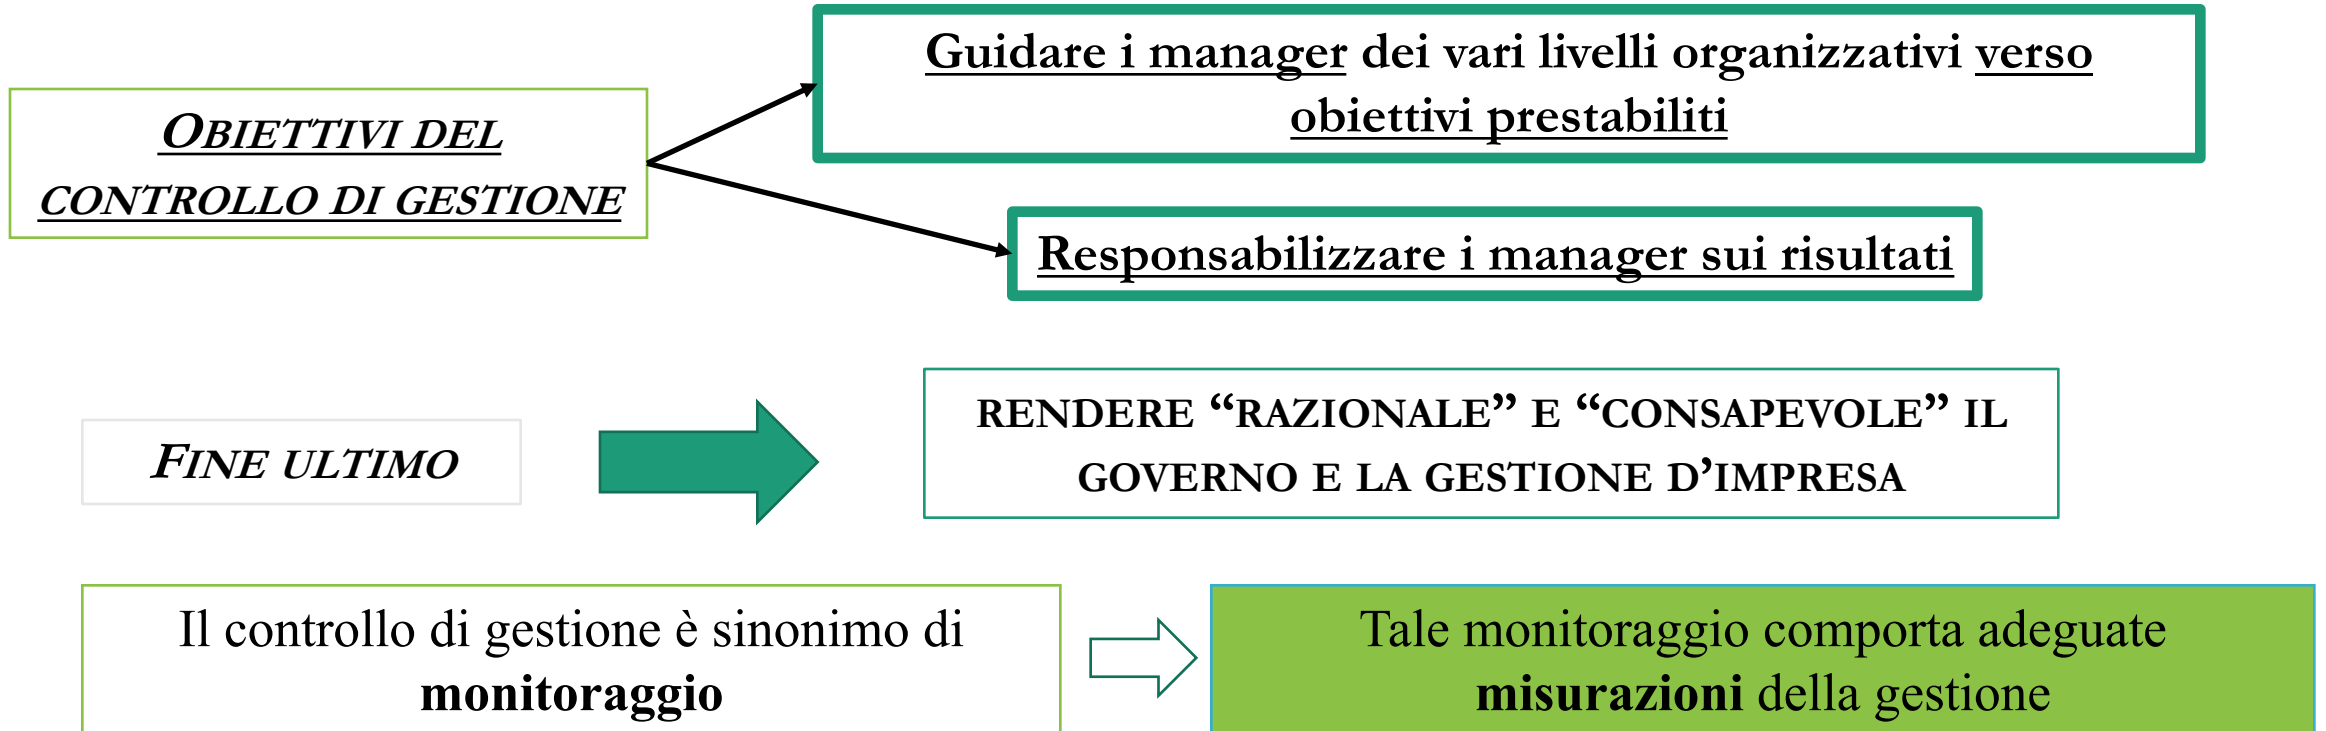 Obiettivi del
controllo di gestione
Guidare i manager dei vari livelli organizzativi verso
obiettivi prestabiliti
Responsabilizzare i manager sui risultati
Fine ultimo
rendere “razionale” e “consapevole” il
governo e la gestione d’impresa
Il controllo di gestione è sinonimo di
monitoraggio
Tale monitoraggio comporta adeguate
misurazioni della gestione